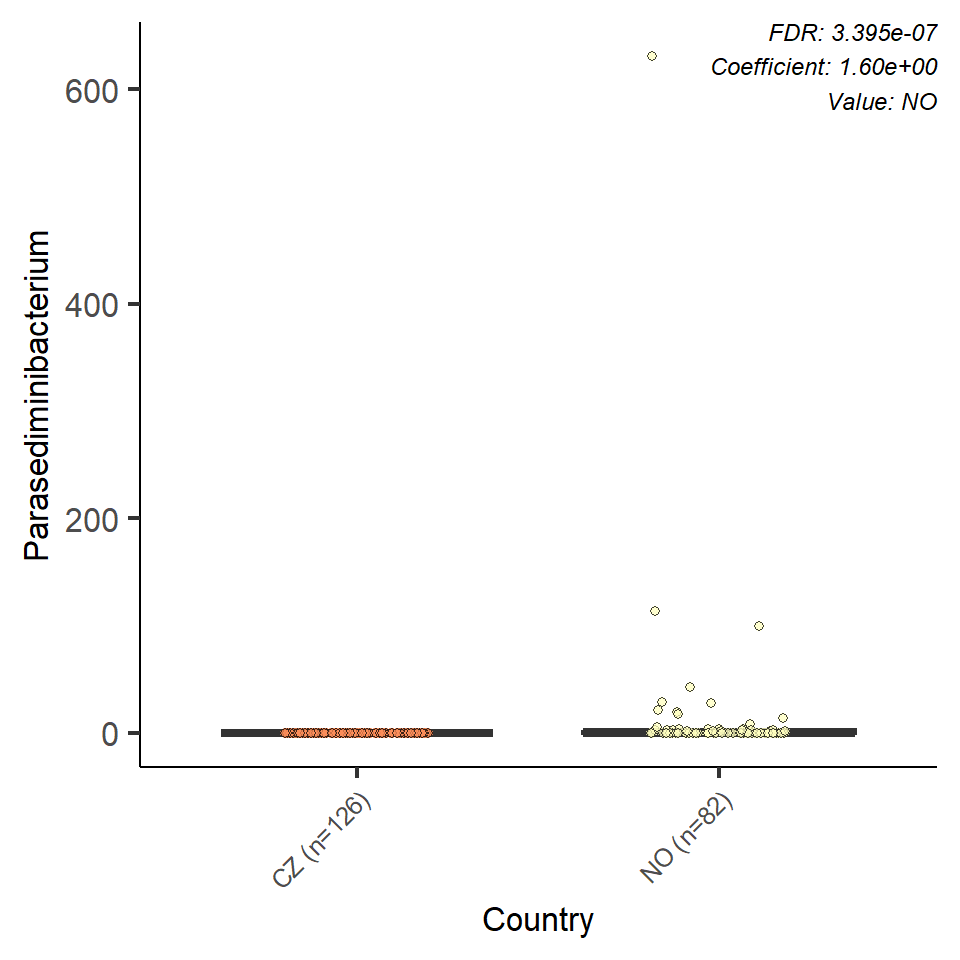 FDR: 3.395e-07
Coefficient: 1.60e+00
Value: NO
Parasediminibacterium
600
400
200
0
CZ (n=126)
NO (n=82)
Country